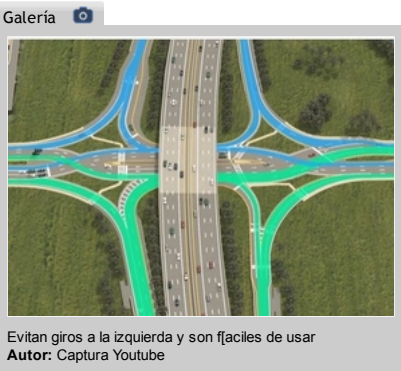 Galería
Evitan giros a la izquierda y son f[aciles de usar
Autor: Captura Youtube